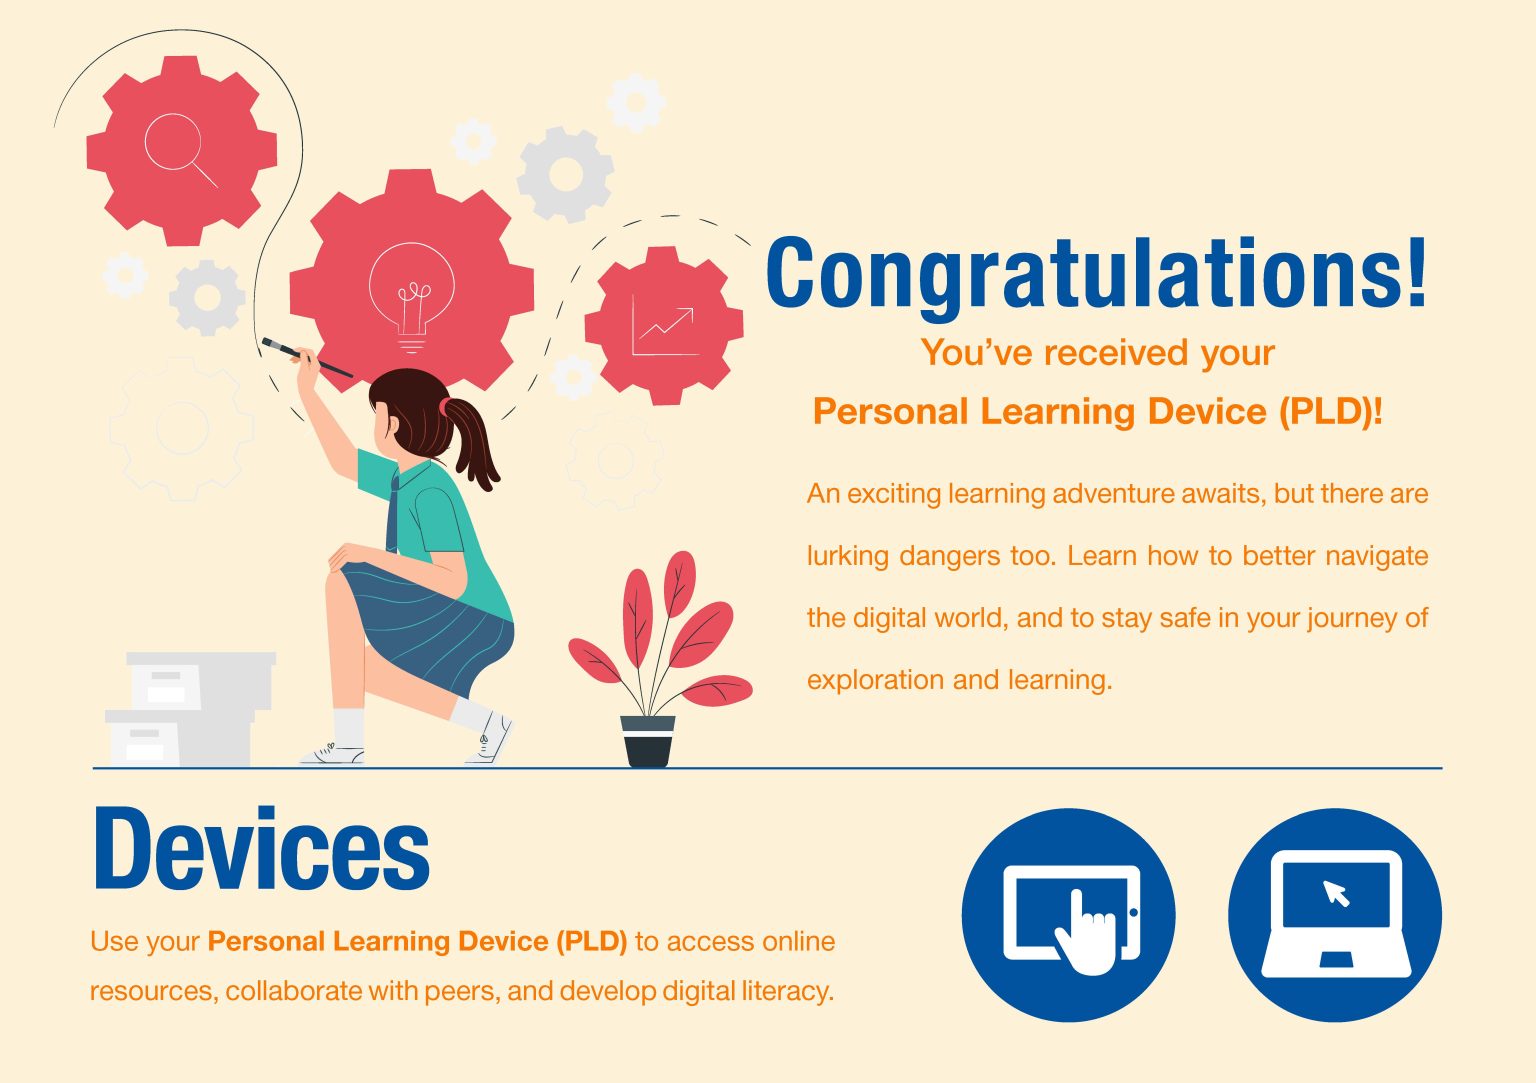 Congratulations!
You’ve received your
Personal Learning Device (PLD)!
An exciting learning adventure awaits, but there are
lurking dangers too. Learn how to better navigate
the digital world, and to stay safe in your journey of
exploration and learning.
Devices
Use your Personal Learning Device (PLD) to access online
resources, collaborate with peers, and develop digital literacy.